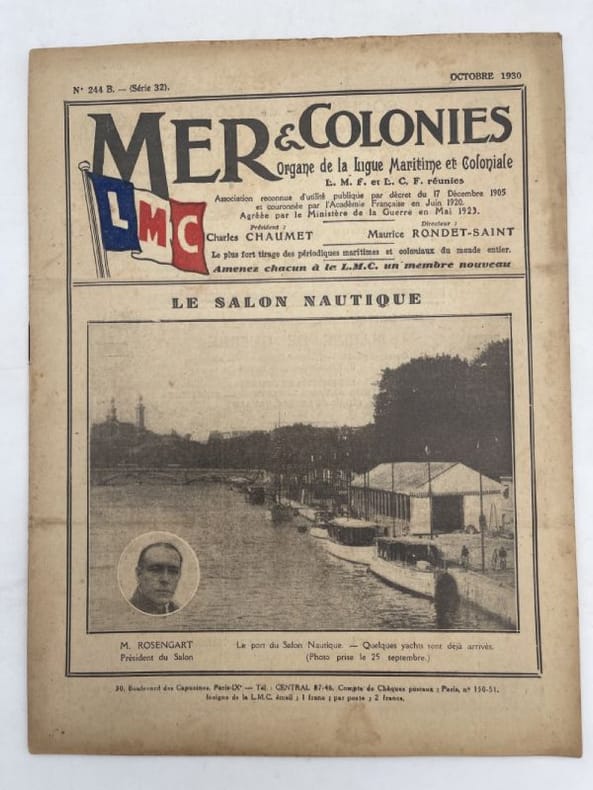 N° 244 B. — (Série 32).
OCTOBRE 1930
MER & COLONIES
Organe de la Ligue Maritime et Coloniale
L. M. F. et L. C. F. réunies
Association reconnue d'utilité publique par décret du 17 Décembre 1905
et couronnée par l'Académie Française en Juin 1920.
Agréée par le Ministère de la Guerre en Mai 1923.
Président :
Charles CHAUMET
Directeur :
Maurice RONDET-SAINT
Le plus fort tirage des périodiques maritimes et coloniaux du monde entier.
Amenez chacun à la L.M.C. un membre nouveau
LMC
LE SALON NAUTIQUE
M. ROSENGART
Président du Salon
Le port du Salon Nautique. — Quelques yachts sont déjà arrivés.
(Photo prise le 25 septembre.)
30, Boulevard des Capucines, Paris-IXe — Tél : CENTRAL 87-46. Compte de Chèques postaux : Paris, n° 150-51.
Insigne de la L.M.C. émail : 1 franc ; par poste : 2 francs.